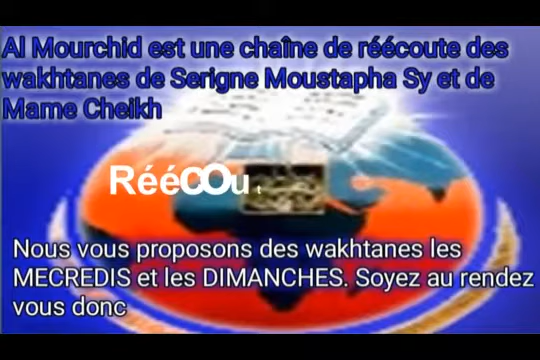 Al Mourchid est une chaîne de réécoute des
wakhtanes de Serigne Moustapha Sy et de
Mame Cheikh
RéécOut
Nous vous proposons des wakhtanes les
MECREDIS et les DIMANCHES. Soyez au rendez
vous donc